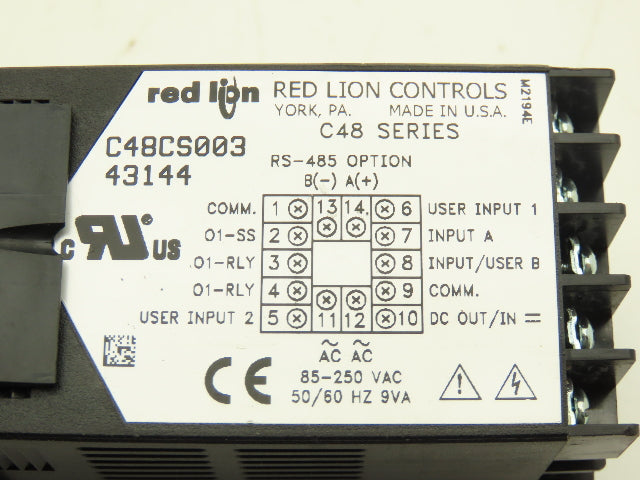 red lion RED LION CONTROLS
YORK, PA. MADE IN U.S.A.
C48 SERIES
W2194E
C48CS003
43144
RS-485 OPTION
B(-) A(+)
COMM. 1 13 14 6 USER INPUT 1
O1-SS 2 7 INPUT A
O1-RLY 3 8 INPUT/USER B
O1-RLY 4 9 COMM.
USER INPUT 2 5 11 12 10 DC OUT/IN ⎓
~ ~
AC AC
85-250 VAC
50/60 HZ 9VA
c RU ® US
CE